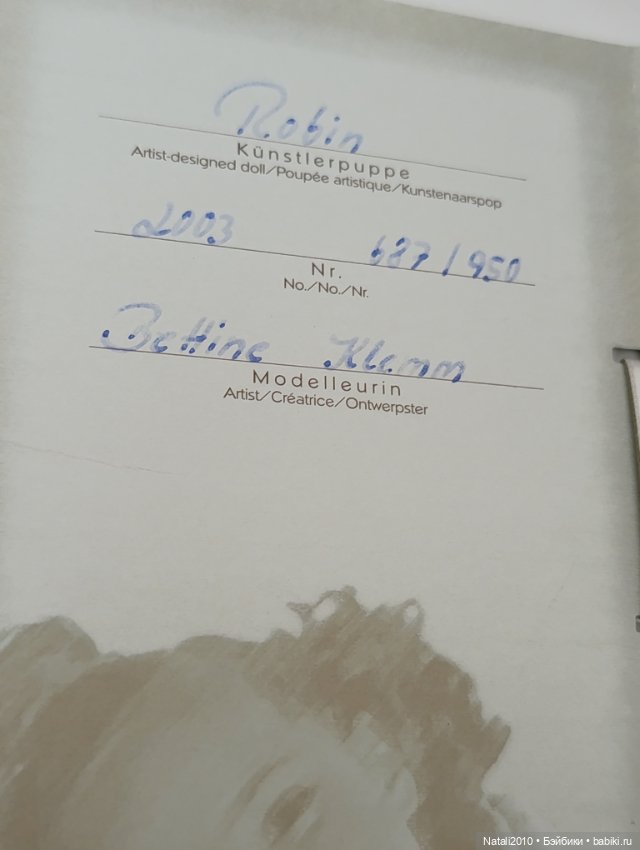 Robin
Künstlerpuppe
Artist-designed doll/Poupée artistique/Kunstenaarspop
2003 687/950
Nr.
No./No./Nr.
Bettine Klemm
Modelleurin
Artist/Créatrice/Ontwerpster
Natali2010 • Бэйбики • babiki.ru